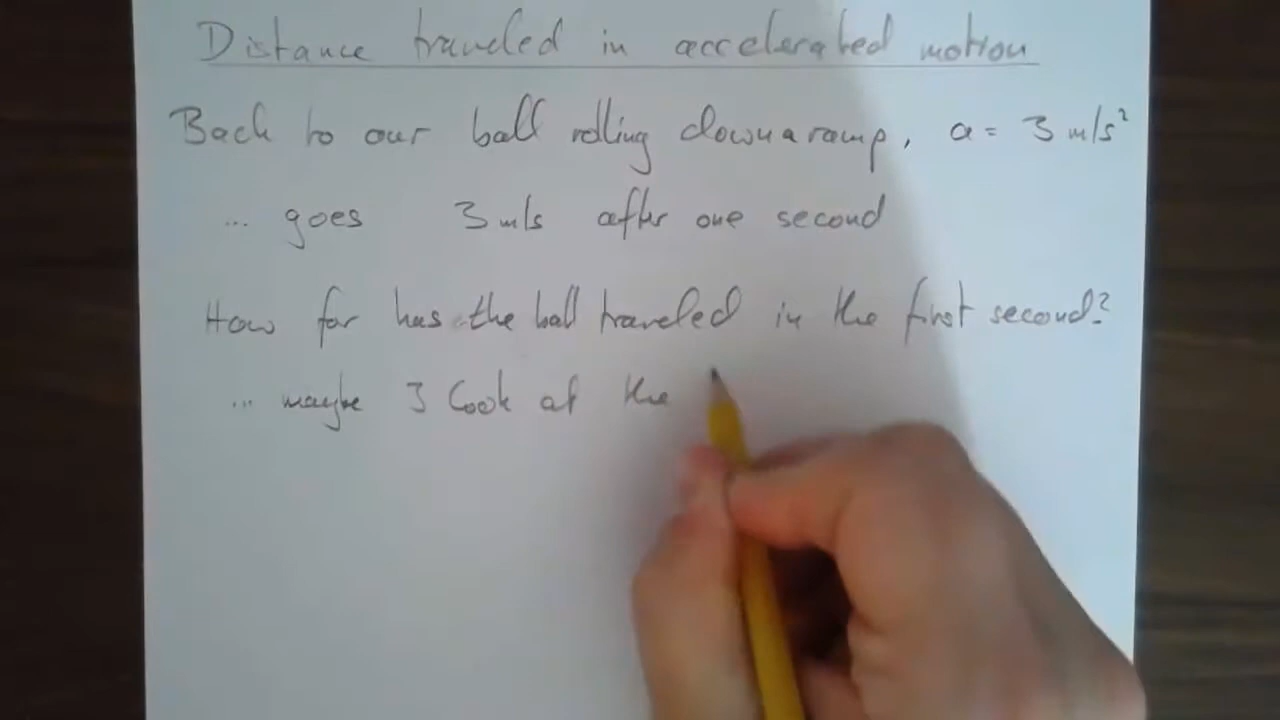 Distance traveled in accelerated motion
Back to our ball rolling down a ramp, a = 3 m/s²
... goes 3 m/s after one second
How far has the ball traveled in the first second?
... maybe I look at the